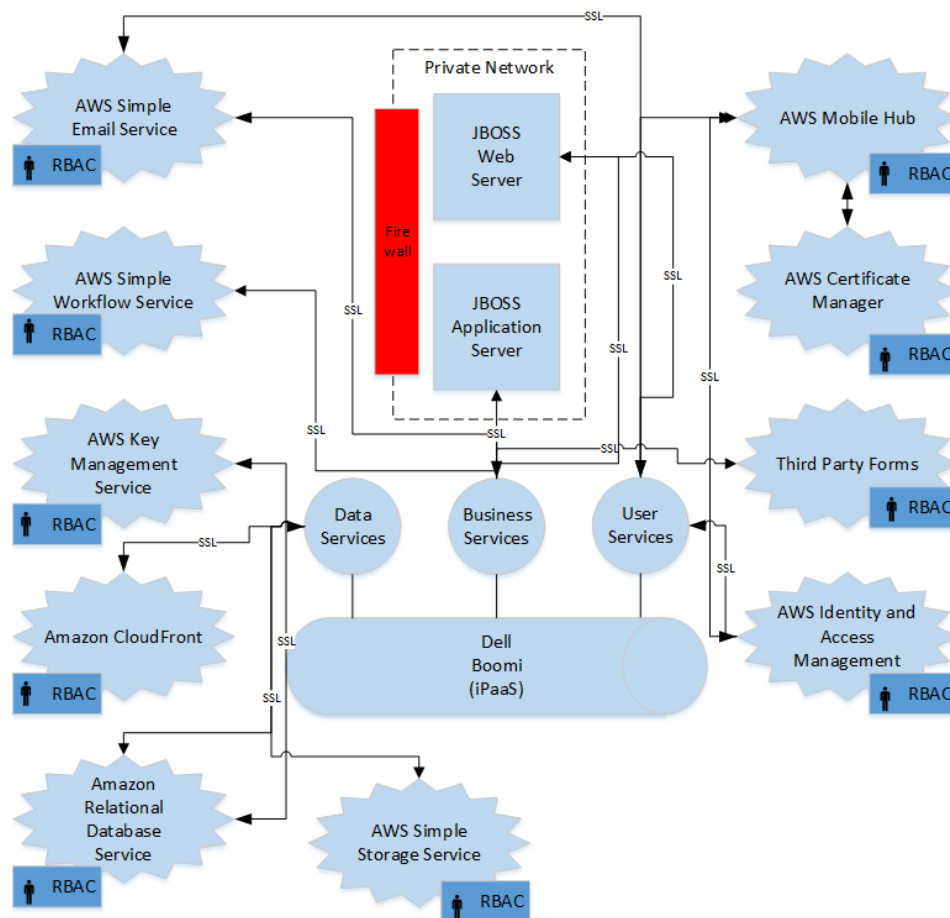 SSL
Private Network
AWS Simple
Email Service
RBAC
JBOSS
Web
Server
AWS Mobile Hub
RBAC
Fire
wall
AWS Simple
Workflow Service
RBAC
SSL
JBOSS
Application
Server
SSL
SSL
AWS Certificate
Manager
RBAC
SSL
SSL
AWS Key
Management
Service
RBAC
SSL
SSL
Third Party Forms
RBAC
Data
Services
Business
Services
User
Services
SSL
SSL
Amazon CloudFront
RBAC
SSL
SSL
Dell
Boomi
(iPaaS)
AWS Identity and
Access
Management
RBAC
Amazon
Relational
Database
Service
RBAC
AWS Simple
Storage Service
RBAC